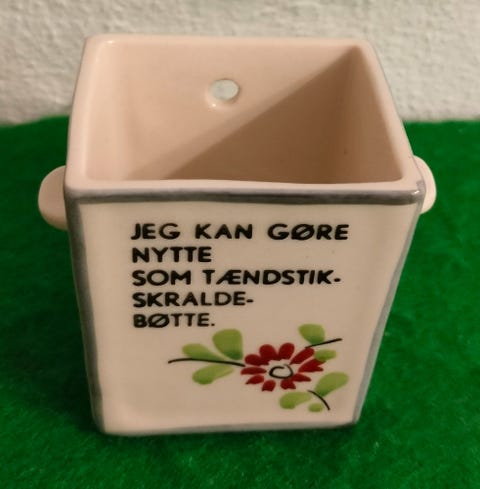 JEG KAN GØRE
NYTTE
SOM TÆNDSTIK-
SKRALDE-
BØTTE.